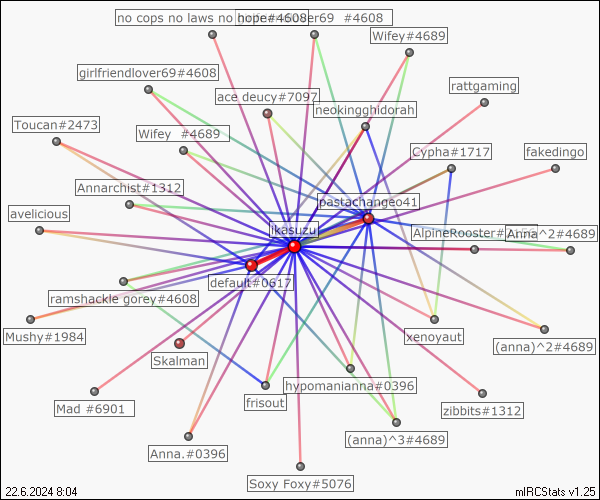 no cops no laws no hope#4608
69 #4608
Wifey#4689
girlfriendlover69#4608
rattgaming
ace deucy#7097
neokingghidorah
Toucan#2473
Wifey #4689
Cypha#1717
fakedingo
Annarchist#1312
pastachangeo41
avelicious
ikasuzu
AlpineRooster#
Anna^2#4689
default#0617
ramshackle gorey#4608
Mushy#1984
xenoyaut
(anna)^2#4689
Skalman
hypomanianna#0396
frisout
Mad #6901
zibbits#1312
(anna)^3#4689
Anna.#0396
Soxy Foxy#5076
22.6.2024 8:04
mIRCStats v1.25